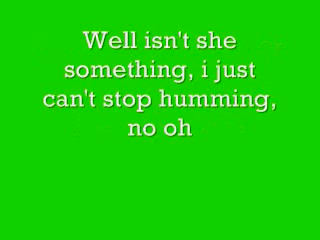 Well isn't she
something, i just
can't stop humming,
no oh